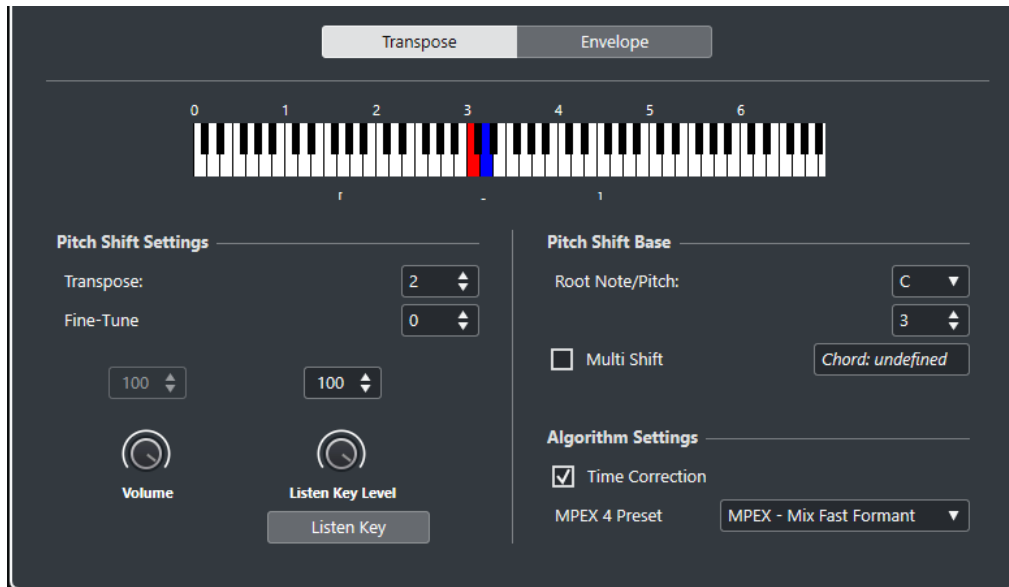 Transpose Envelope
0 1 2 3 4 5 6
Pitch Shift Settings
Transpose: 2
Fine-Tune 0
100 100
Volume Listen Key Level
Listen Key
Pitch Shift Base
Root Note/Pitch: C
3
Multi Shift Chord: undefined
Algorithm Settings
Time Correction
MPEX 4 Preset MPEX - Mix Fast Formant